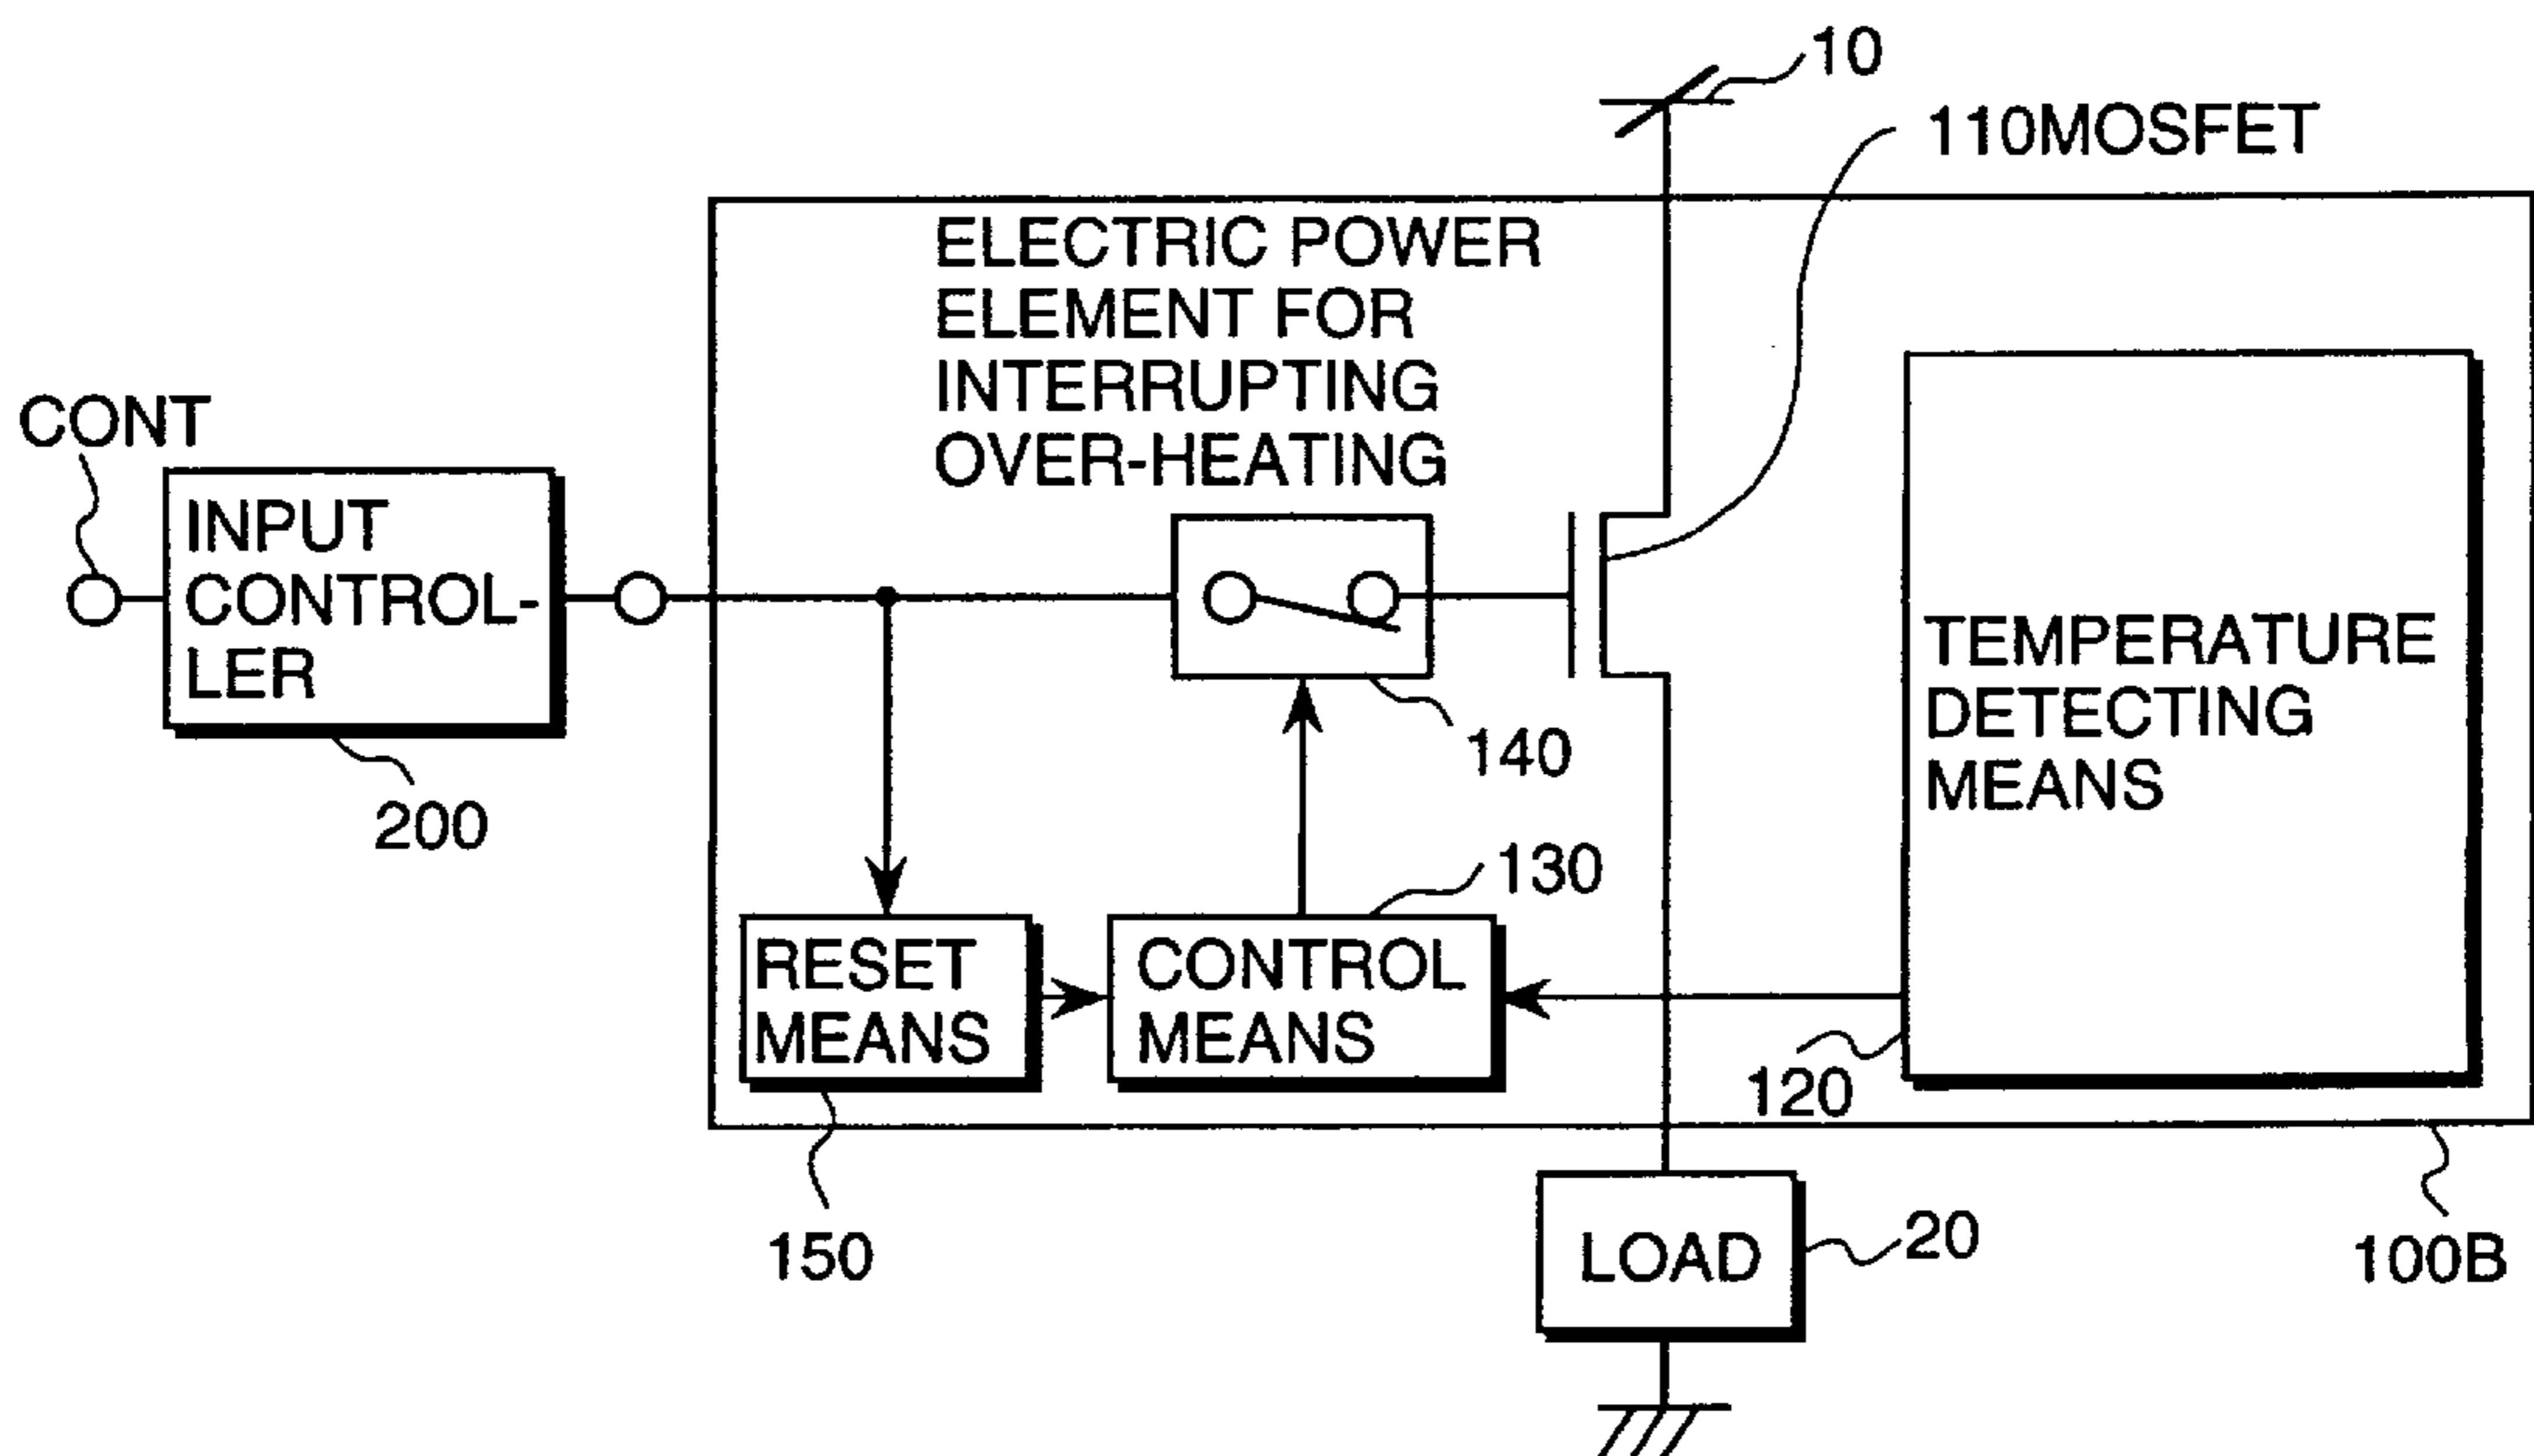 10
110MOSFET
ELECTRIC POWER
ELEMENT FOR
INTERRUPTING
OVER-HEATING
CONT
INPUT
CONTROL-
LER
200
140
TEMPERATURE
DETECTING
MEANS
130
RESET
MEANS
CONTROL
MEANS
120
150
LOAD
20
100B